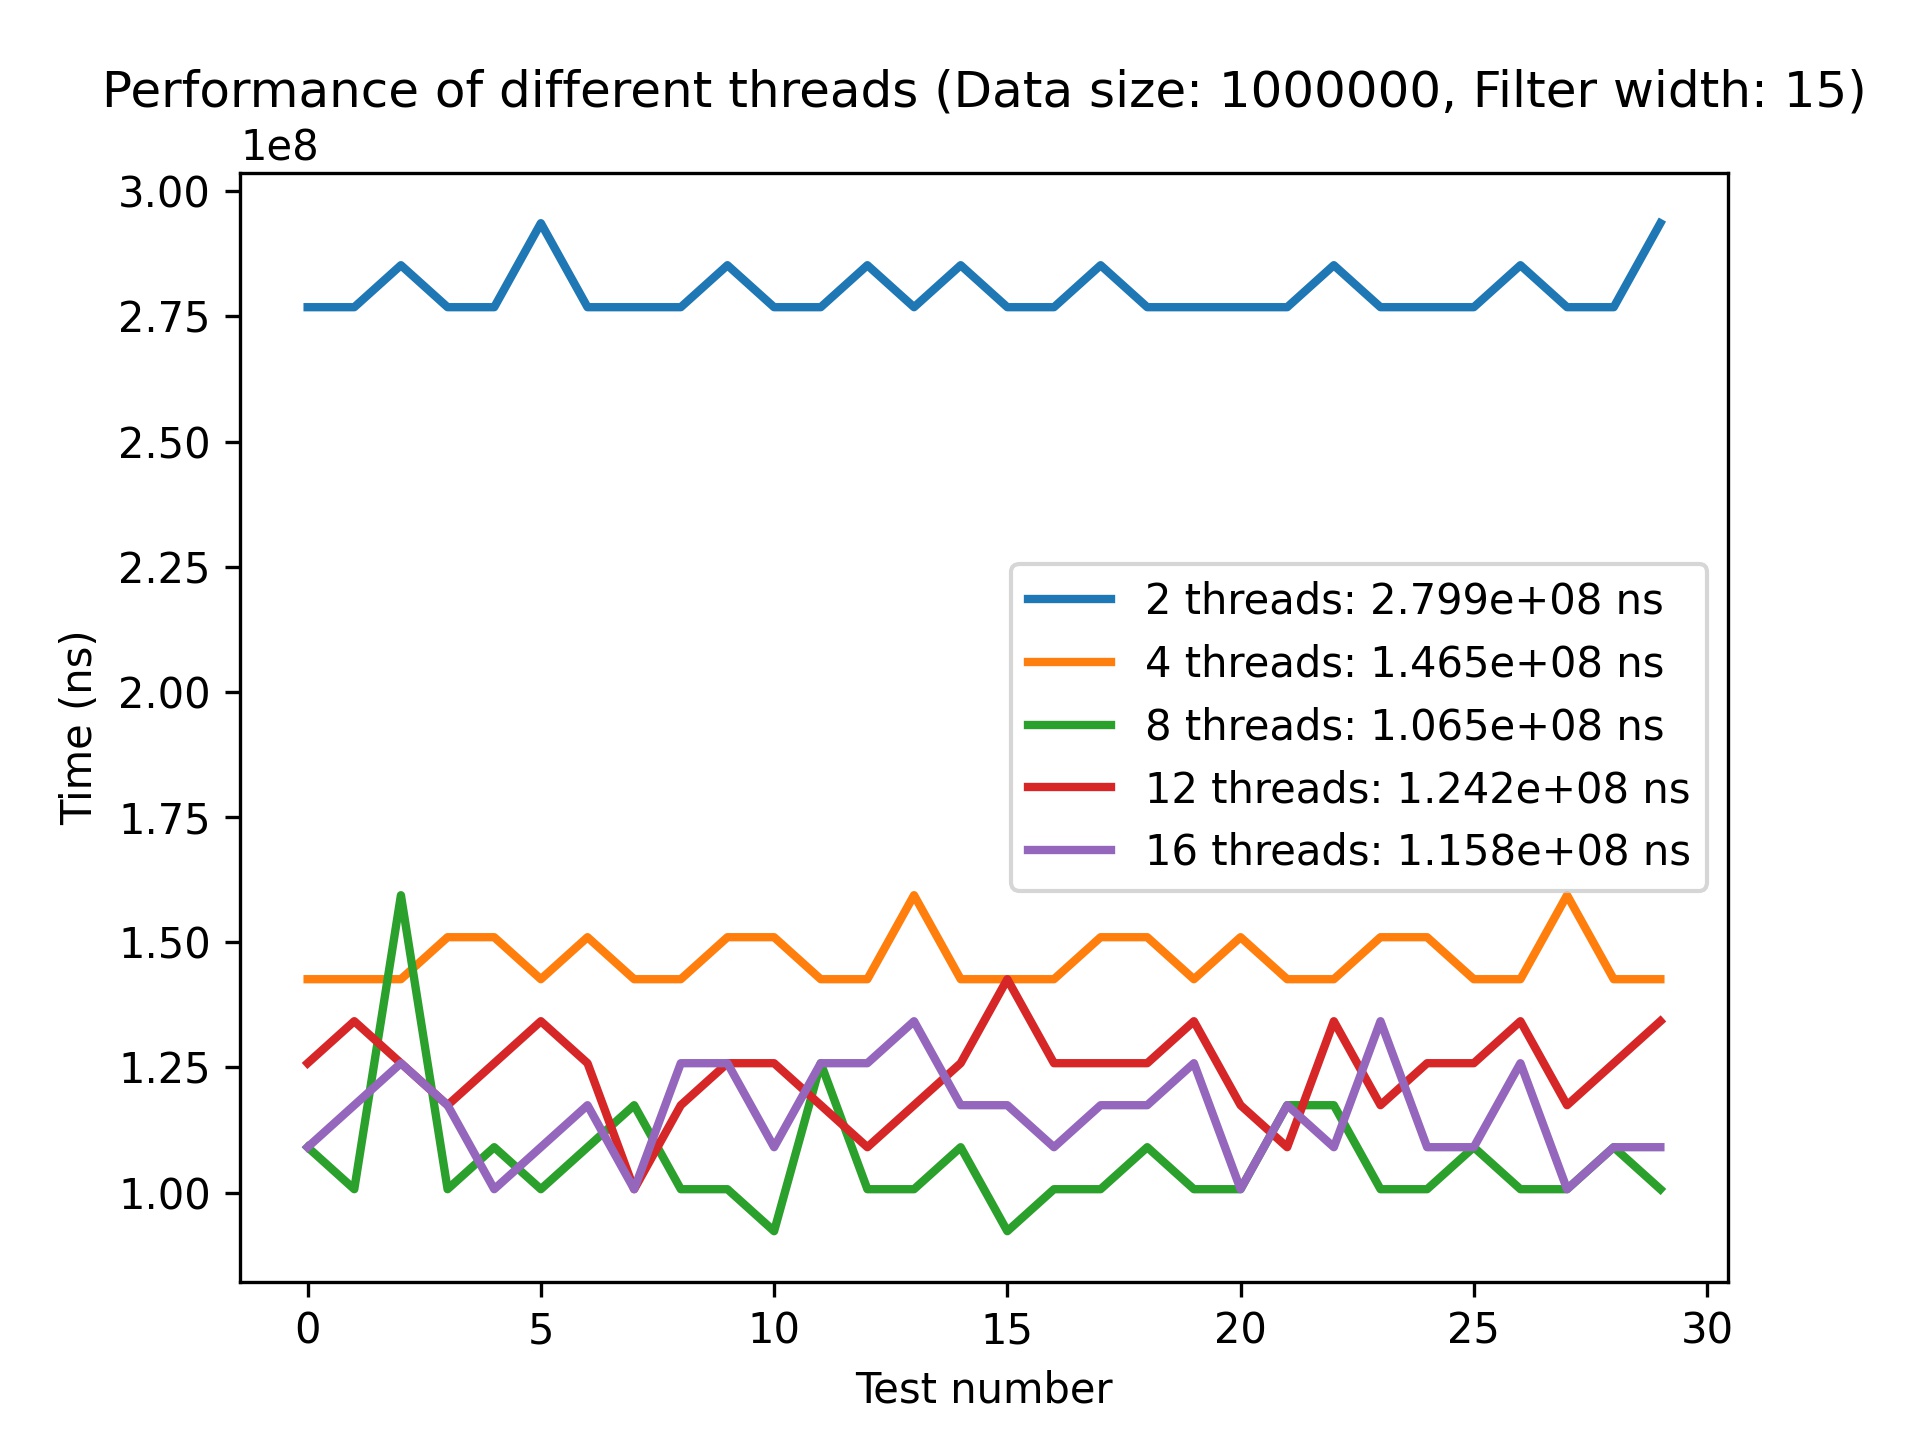 Performance of different threads (Data size: 1000000, Filter width: 15)
1e8
3.00
2.75
2.50
2.25
2.00
1.75
1.50
1.25
1.00
Time (ns)
2 threads: 2.799e+08 ns
4 threads: 1.465e+08 ns
8 threads: 1.065e+08 ns
12 threads: 1.242e+08 ns
16 threads: 1.158e+08 ns
0 5 10 15 20 25 30
Test number